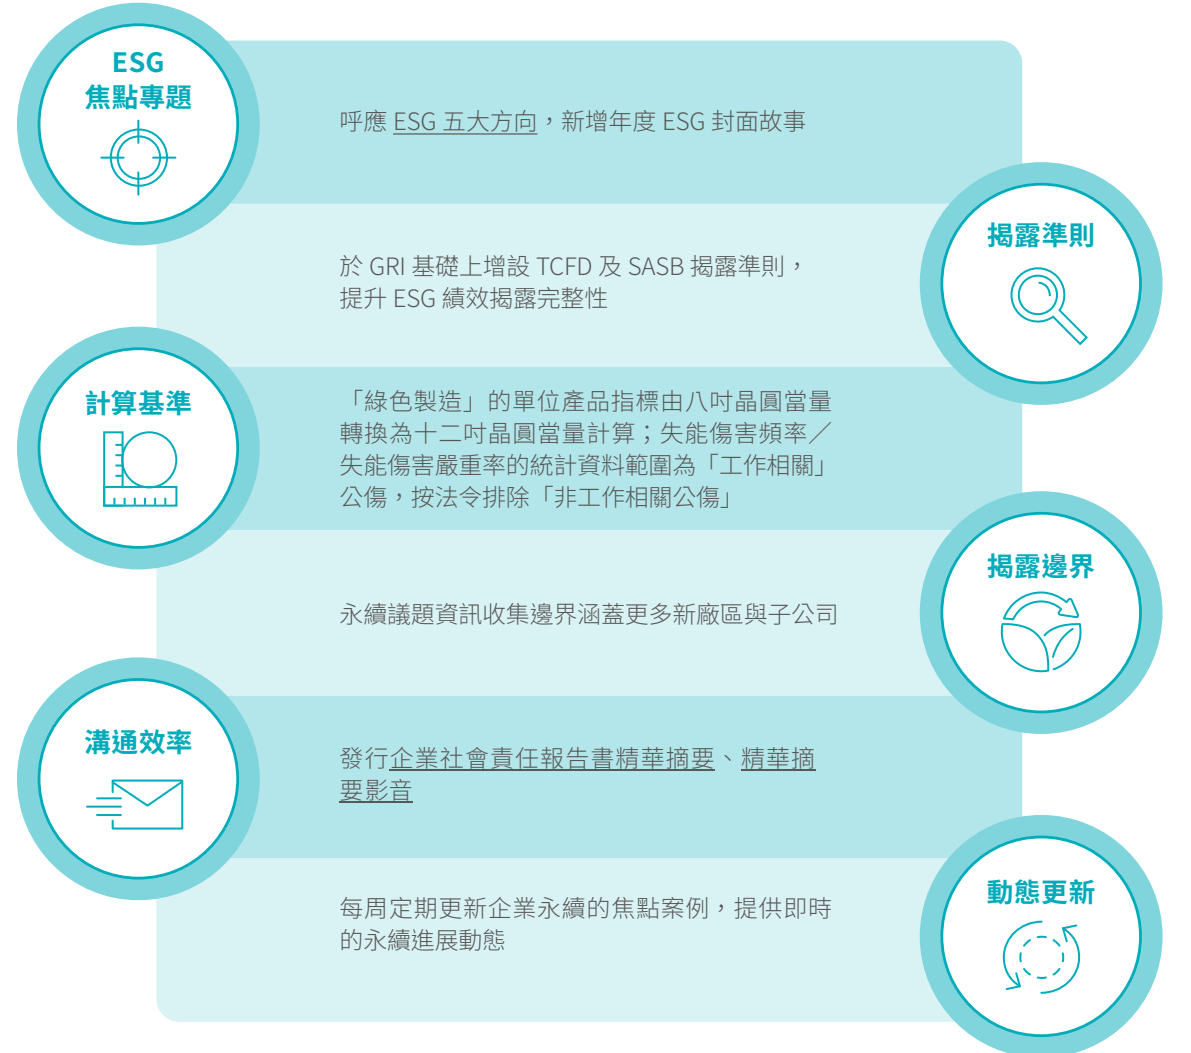 ESG
焦點專題
呼應 ESG 五大方向，新增年度 ESG 封面故事
揭露準則
於 GRI 基礎上增設 TCFD 及 SASB 揭露準則，
提升 ESG 績效揭露完整性
計算基準
「綠色製造」的單位產品指標由八吋晶圓當量
轉換為十二吋晶圓當量計算；失能傷害頻率／
失能傷害嚴重率的統計資料範圍為「工作相關」
公傷，按法令排除「非工作相關公傷」
揭露邊界
永續議題資訊收集邊界涵蓋更多新廠區與子公司
溝通效率
發行企業社會責任報告書精華摘要、精華摘
要影音
動態更新
每周定期更新企業永續的焦點案例，提供即時
的永續進展動態